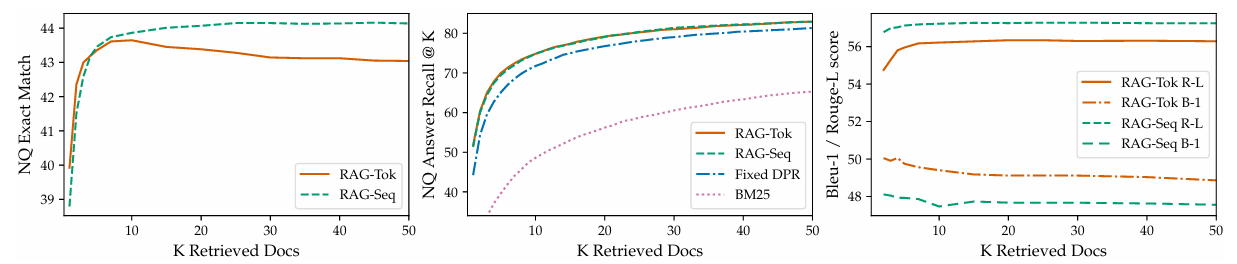 NQ Exact Match
44
43
42
41
40
39
10
20
30
40
50
K Retrieved Docs
RAG-Tok
RAG-Seq
NQ Answer Recall @ K
80
70
60
50
40
10
20
30
40
50
K Retrieved Docs
RAG-Tok
RAG-Seq
Fixed DPR
BM25
Bleu-1 / Rouge-L score
56
54
52
50
48
10
20
30
40
50
K Retrieved Docs
RAG-Tok R-L
RAG-Tok B-1
RAG-Seq R-L
RAG-Seq B-1